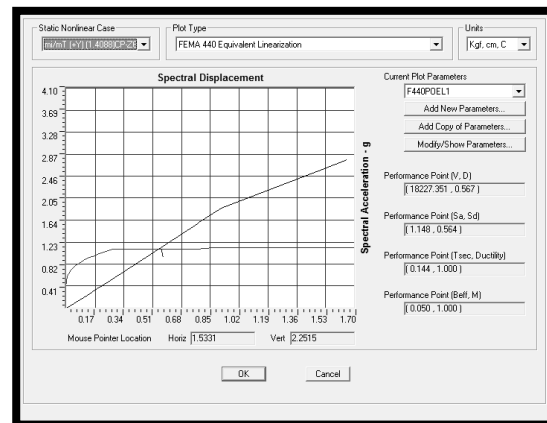 Static Nonlinear Case
Plot Type
Units
FEMA 440 Equivalent Linearization
Kgf, cm, C
Spectral Displacement
Spectral Acceleration - g
4.10
3.69
3.28
2.87
2.46
2.05
1.64
1.23
0.82
0.41
0.17 0.34 0.51 0.68 0.85 1.02 1.19 1.36 1.53 1.70
Mouse Pointer Location Horiz 1.5331 Vert 2.2515
Current Plot Parameters
F440POEL1
Add New Parameters...
Add Copy of Parameters...
Modify/Show Parameters...
Performance Point (V, D)
( 18227.351 , 0.567 )
Performance Point (Sa, Sd)
( 1.148 , 0.564 )
Performance Point (Tsec, Ductility)
( 0.144 , 1.000 )
Performance Point (Beff, M)
( 0.050 , 1.000 )
OK
Cancel